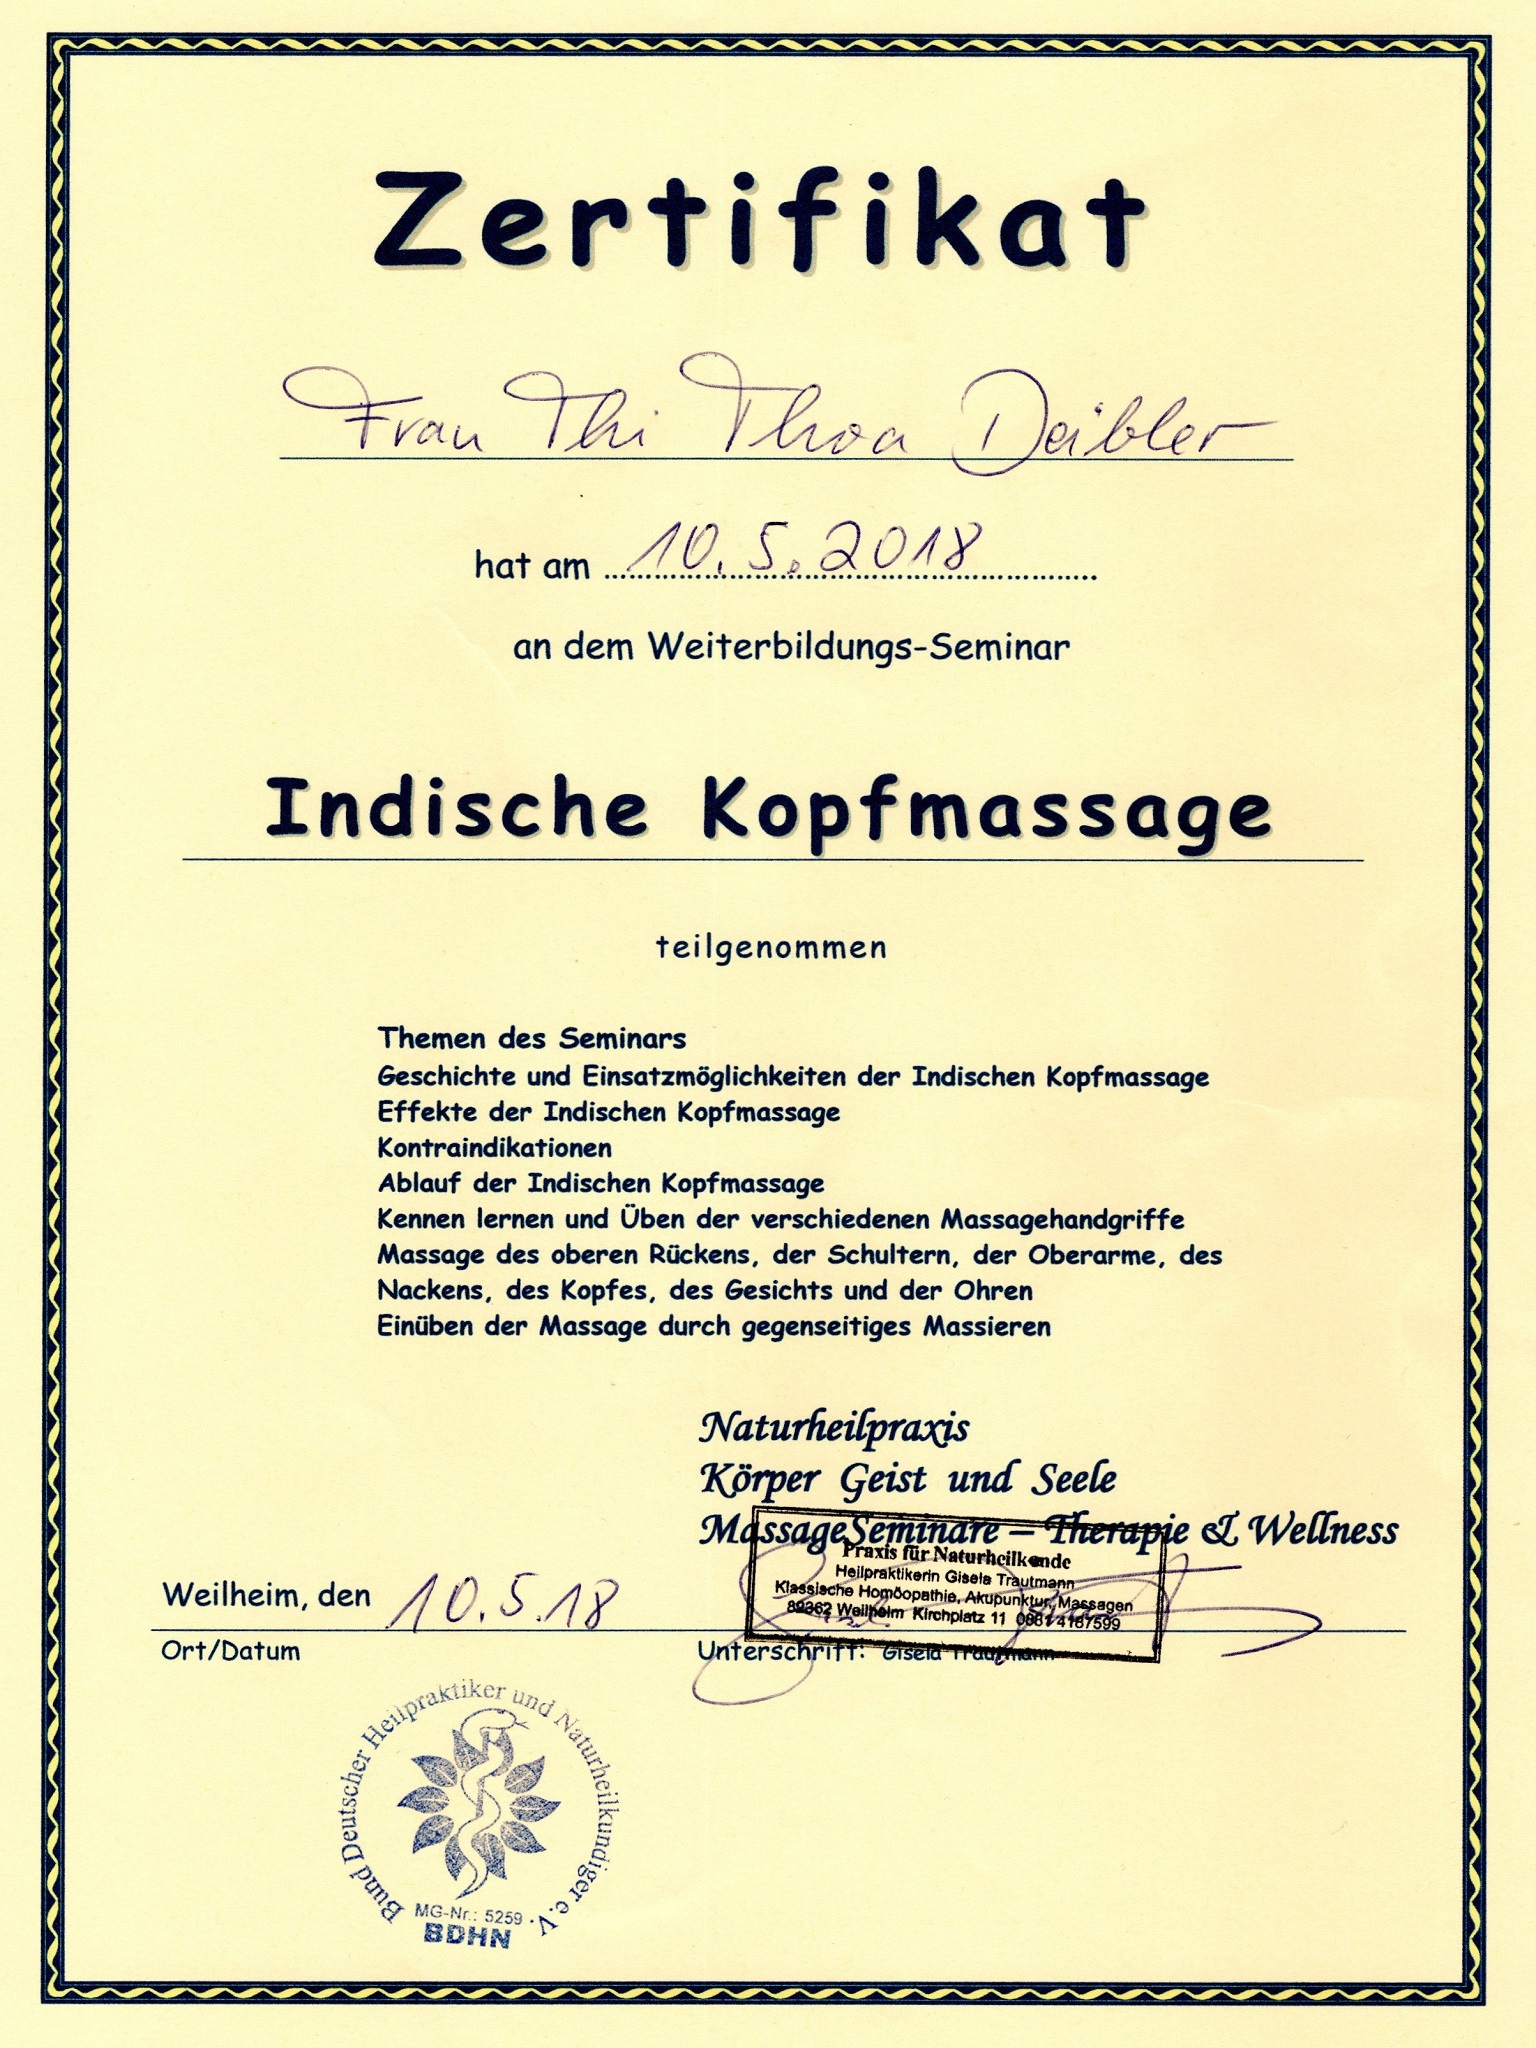 Zertifikat
Frau Thi Thoa Deibler
hat am 10.5.2018
an dem Weiterbildungs-Seminar
Indische Kopfmassage
teilgenommen
Themen des Seminars
Geschichte und Einsatzmöglichkeiten der Indischen Kopfmassage
Effekte der Indischen Kopfmassage
Kontraindikationen
Ablauf der Indischen Kopfmassage
Kennen lernen und Üben der verschiedenen Massagehandgriffe
Massage des oberen Rückens, der Schultern, der Oberarme, des
Nackens, des Kopfes, des Gesichts und der Ohren
Einüben der Massage durch gegenseitiges Massieren
Naturheilpraxis
Körper Geist und Seele
MassageSeminare – Therapie & Wellness
Praxis für Naturheilkunde
Heilpraktikerin Gisela Trautmann
Klassische Homöopathie, Akupunktur, Massagen
82362 Weilheim Kirchplatz 11 0881 4187599
Weilheim, den 10.5.18
Ort/Datum
Unterschrift: Gisela Trautmann
Bund Deutscher Heilpraktiker und Naturheilkundiger e.V.
MG-Nr.: 5259
BDHN